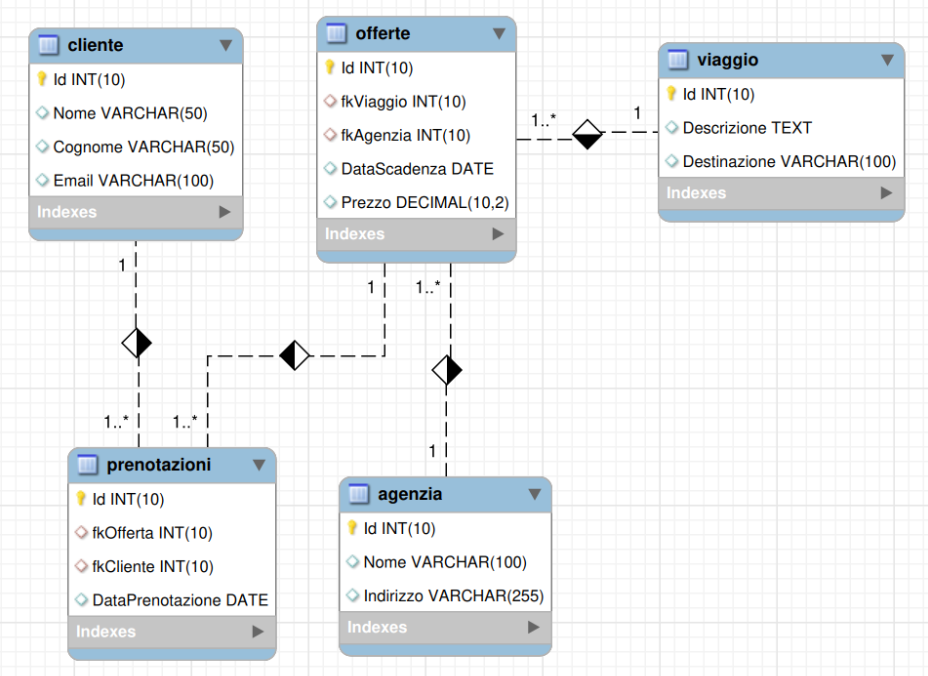 cliente
Id INT(10)
Nome VARCHAR(50)
Cognome VARCHAR(50)
Email VARCHAR(100)
Indexes
offerte
Id INT(10)
fkViaggio INT(10)
fkAgenzia INT(10)
DataScadenza DATE
Prezzo DECIMAL(10,2)
Indexes
viaggio
Id INT(10)
Descrizione TEXT
Destinazione VARCHAR(100)
Indexes
1..*
1
1
1
1..*
1..*
1..*
1
prenotazioni
Id INT(10)
fkOfferta INT(10)
fkCliente INT(10)
DataPrenotazione DATE
Indexes
agenzia
Id INT(10)
Nome VARCHAR(100)
Indirizzo VARCHAR(255)
Indexes